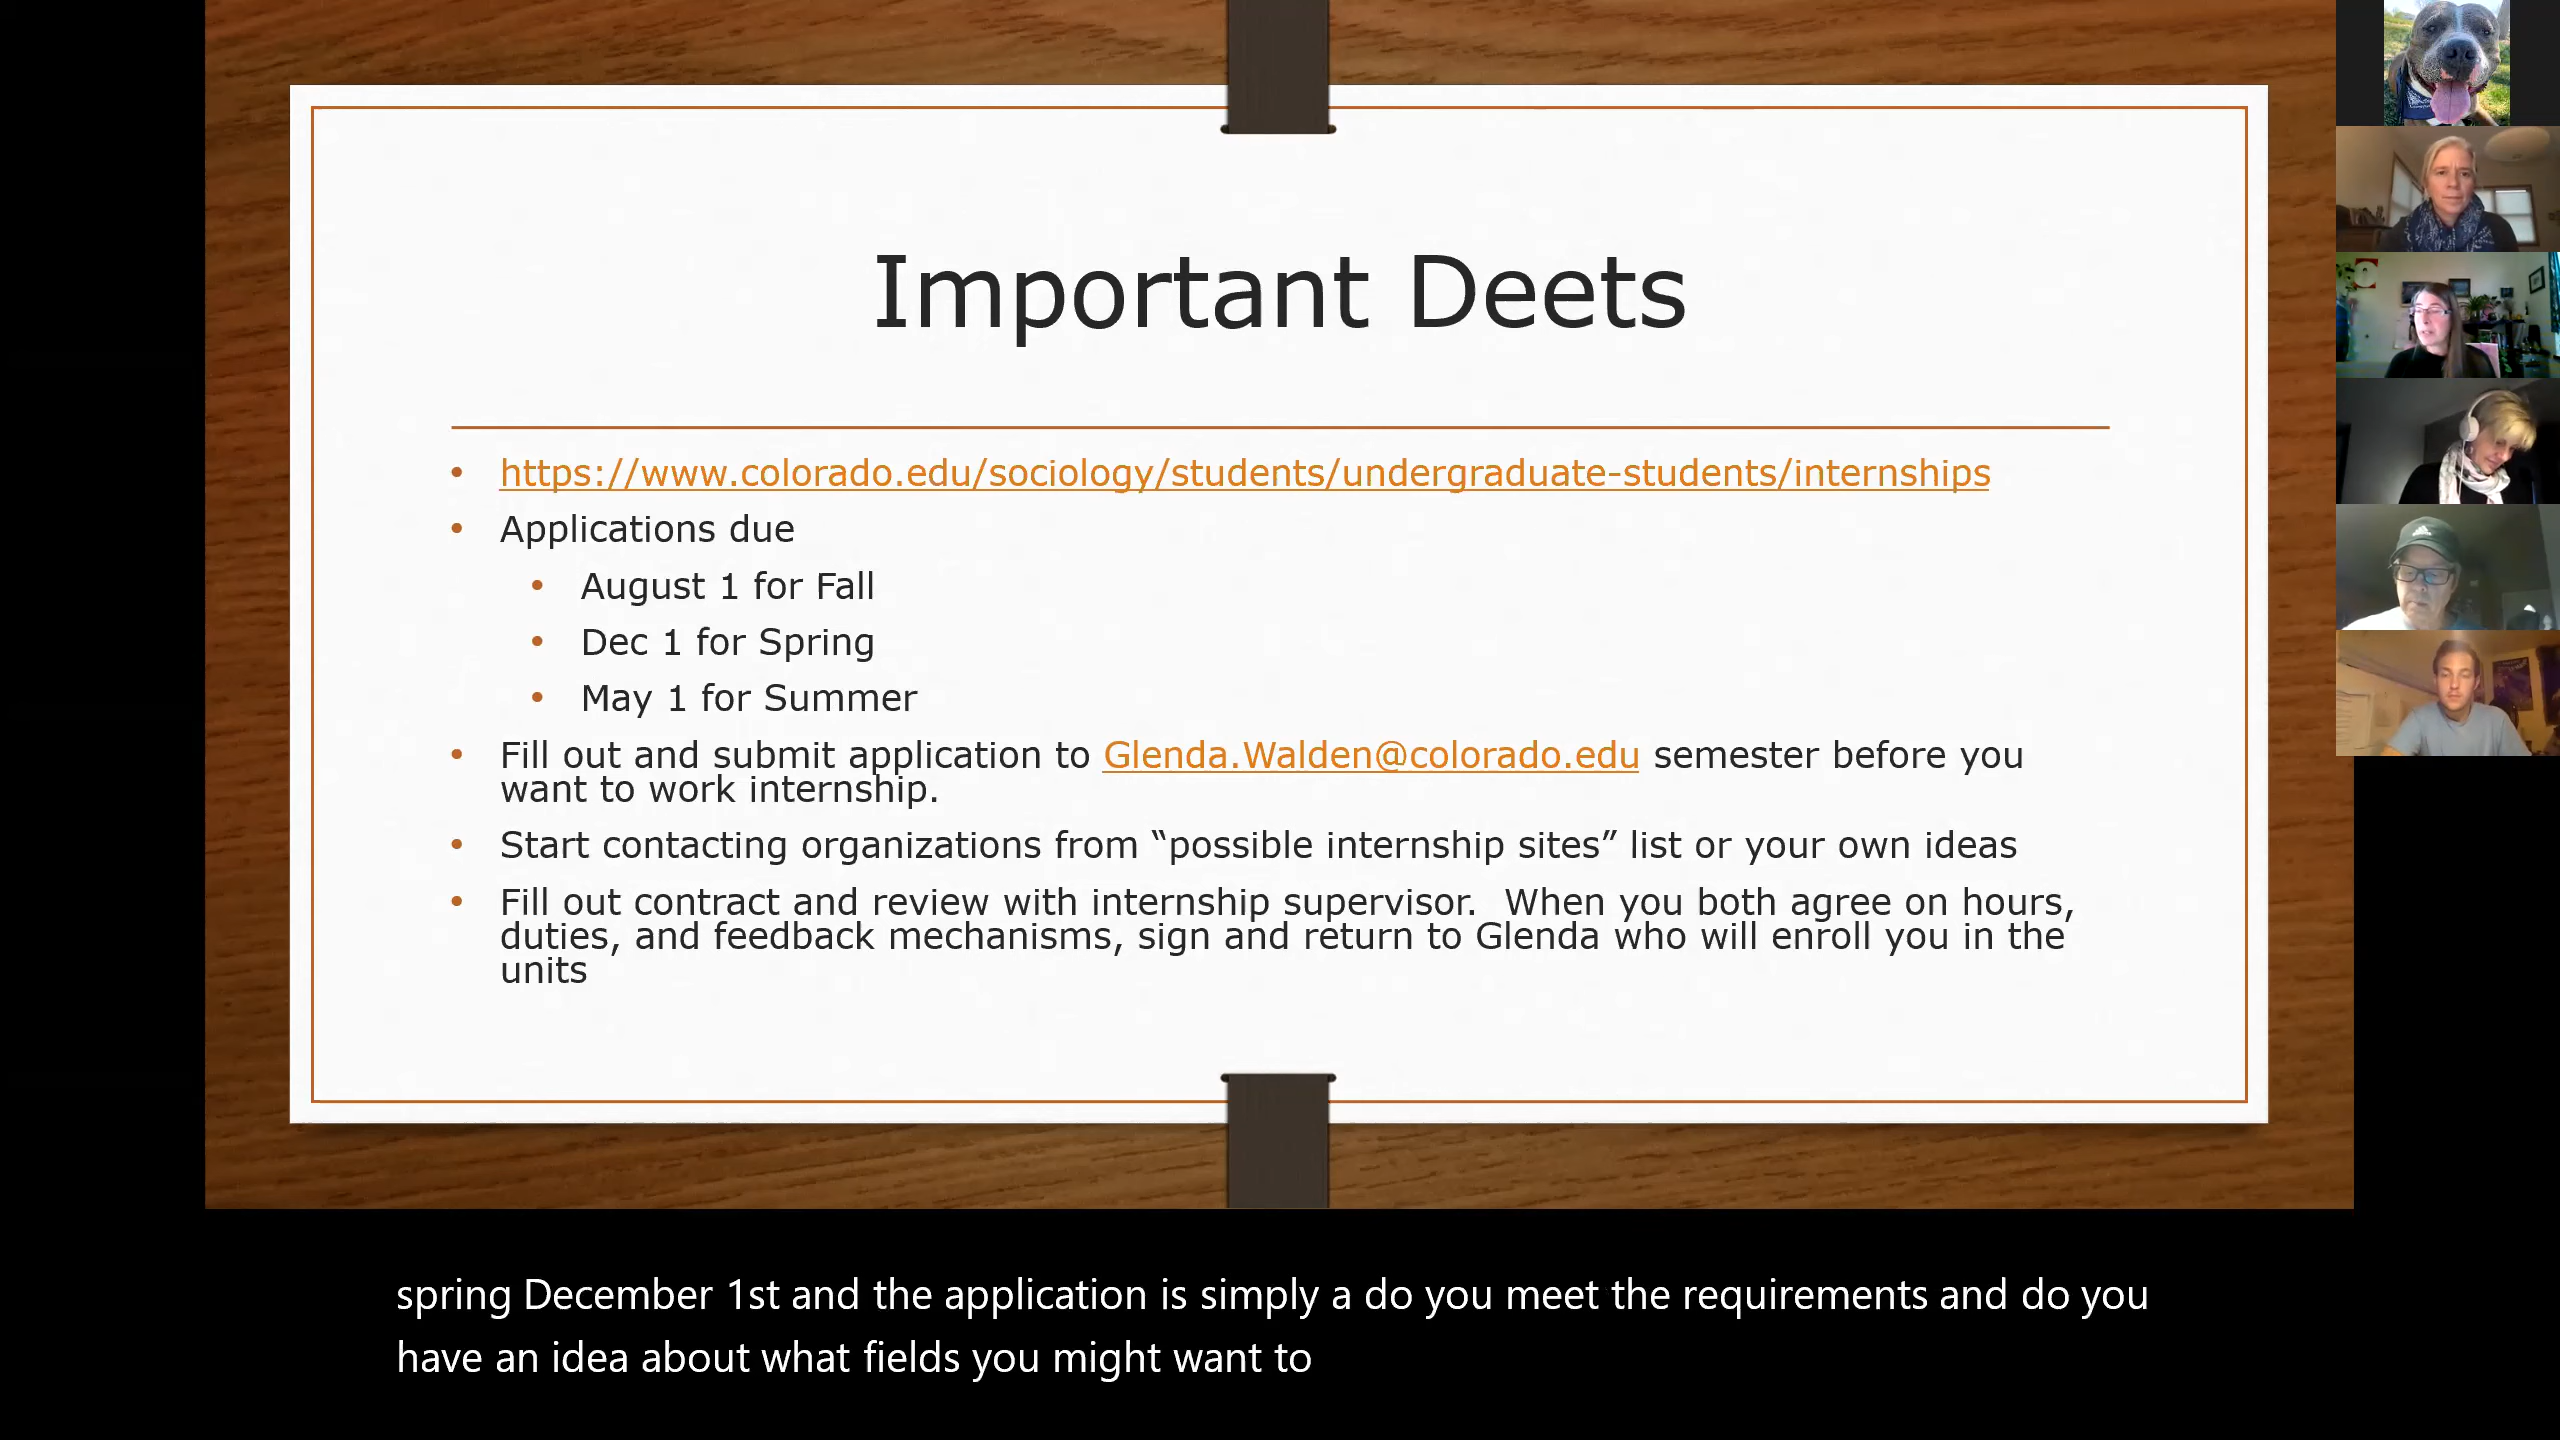 Important Deets
• https://www.colorado.edu/sociology/students/undergraduate-students/internships
• Applications due
• August 1 for Fall
• Dec 1 for Spring
• May 1 for Summer
• Fill out and submit application to Glenda.Walden@colorado.edu semester before you
want to work internship.
• Start contacting organizations from “possible internship sites” list or your own ideas
• Fill out contract and review with internship supervisor.  When you both agree on hours,
duties, and feedback mechanisms, sign and return to Glenda who will enroll you in the
units
spring December 1st and the application is simply a do you meet the requirements and do you
have an idea about what fields you might want to